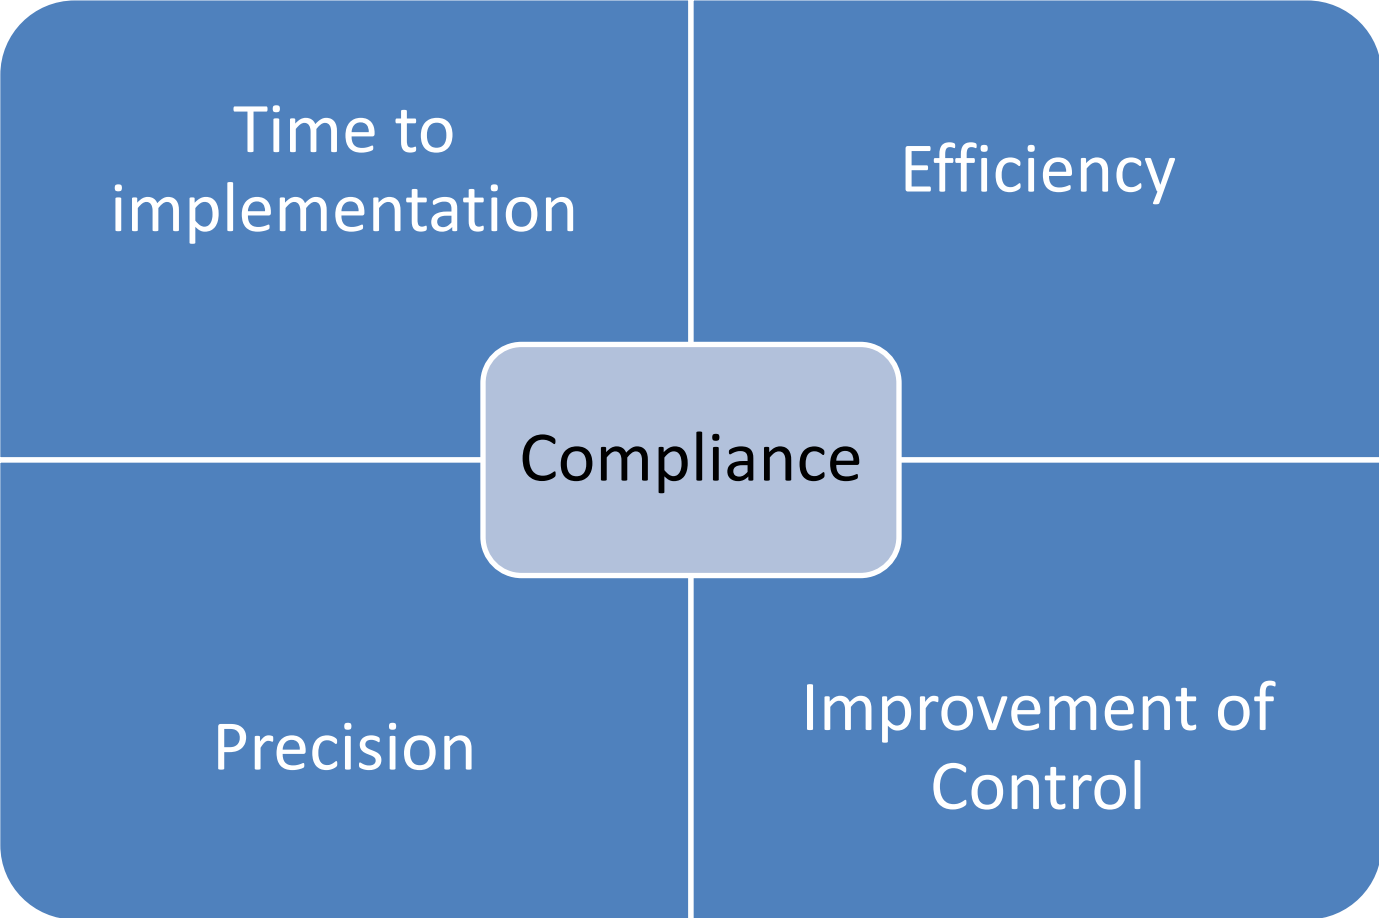 Time to
implementation
Efficiency
Compliance
Precision
Improvement of
Control